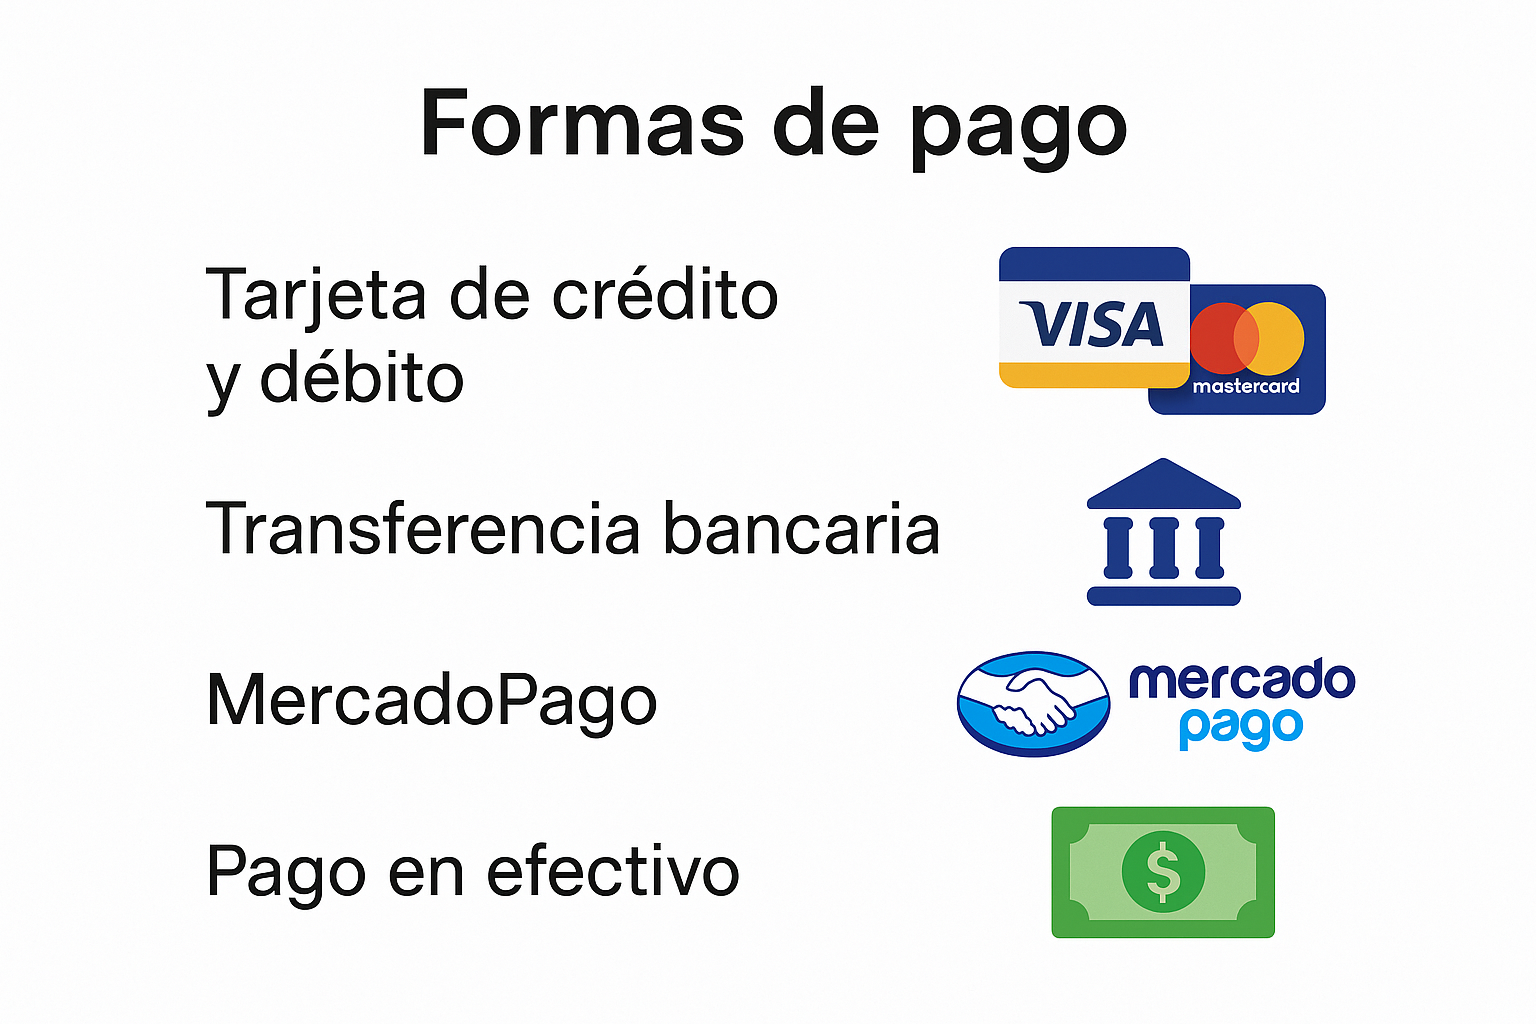 Formas de pago
Tarjeta de crédito
y débito
VISA
mastercard
Transferencia bancaria
MercadoPago
mercado
pago
Pago en efectivo
$